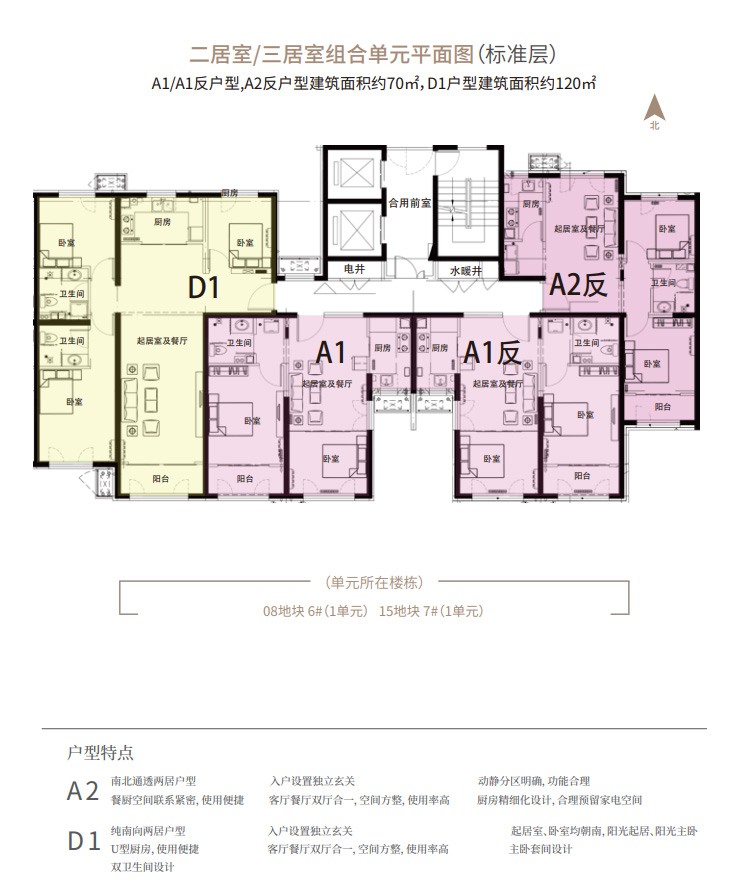 二居室/三居室组合单元平面图(标准层)
A1/A1反户型,A2反户型建筑面积约70㎡, D1户型建筑面积约120㎡
北
厨房
合用前室
厨房
起居室及餐厅
卧室
卧室
厨房
卧室
电井
水暖井
卫生间
D1
A2反
卫生间
卫生间
起居室及餐厅
卫生间
A1
厨房
厨房
A1反
卫生间
卧室
起居室及餐厅
起居室及餐厅
卧室
卧室
卧室
阳台
卧室
卧室
阳台
阳台
卧室
阳台
(单元所在楼栋)
08地块 6#(1单元) 15地块 7#(1单元)
户型特点
A2
南北通透两居户型 入户设置独立玄关 动静分区明确, 功能合理
餐厨空间联系紧密, 使用便捷 客厅餐厅双厅合一, 空间方整, 使用率高 厨房精细化设计, 合理预留家电空间
D1
纯南向两居户型 入户设置独立玄关 起居室、卧室均朝南, 阳光起居、阳光主卧
U型厨房, 使用便捷 客厅餐厅双厅合一, 空间方整, 使用率高 主卧套间设计
双卫生间设计